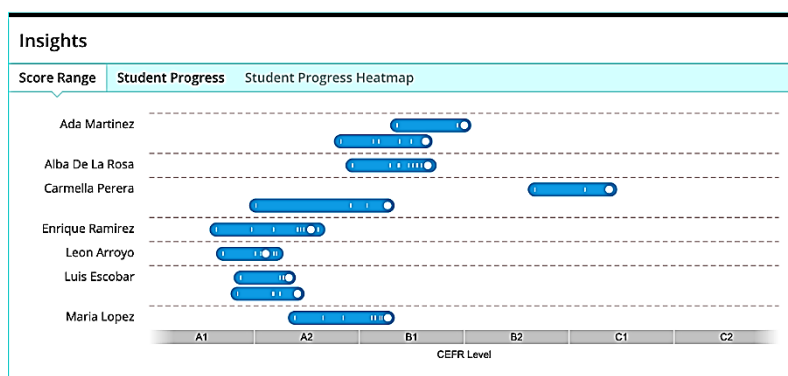 Insights
Score Range Student Progress Student Progress Heatmap
Ada Martinez
Alba De La Rosa
Carmella Perera
Enrique Ramirez
Leon Arroyo
Luis Escobar
Maria Lopez
A1 A2 B1 B2 C1 C2
CEFR Level